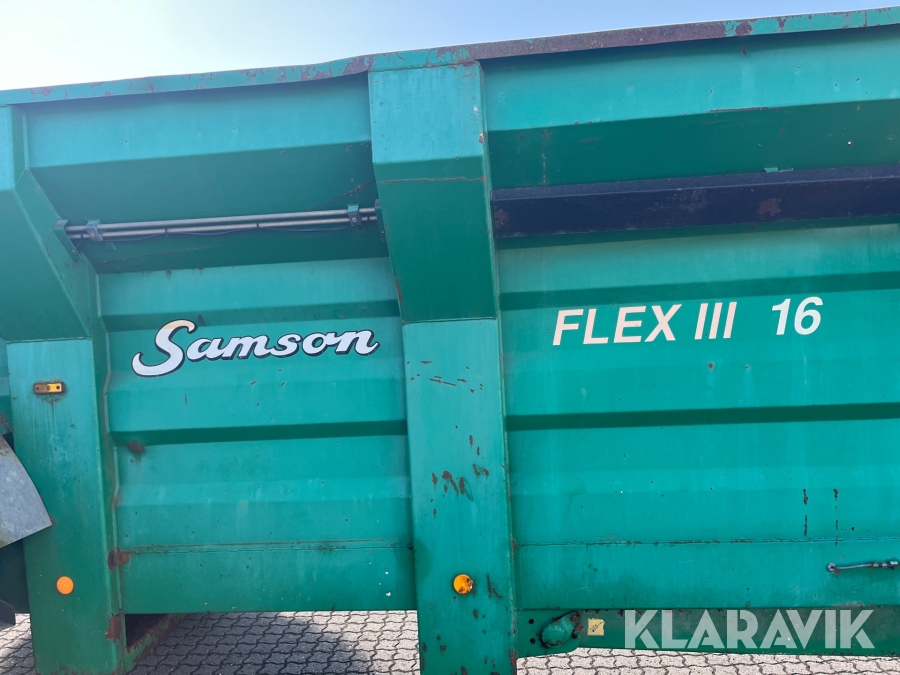 Samson
FLEX III 16
KLARAVIK